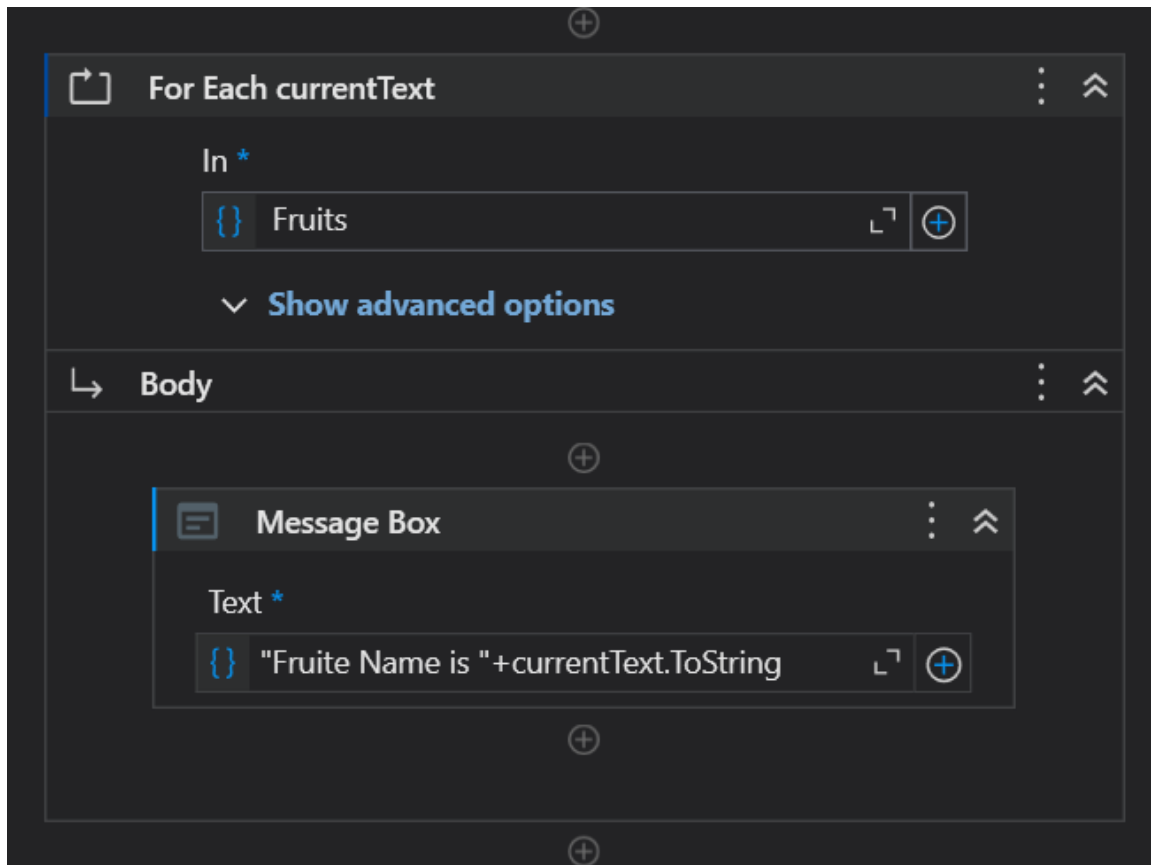 For Each currentText
In *
{} Fruits
Show advanced options
Body
Message Box
Text *
{} "Fruite Name is "+currentText.ToString